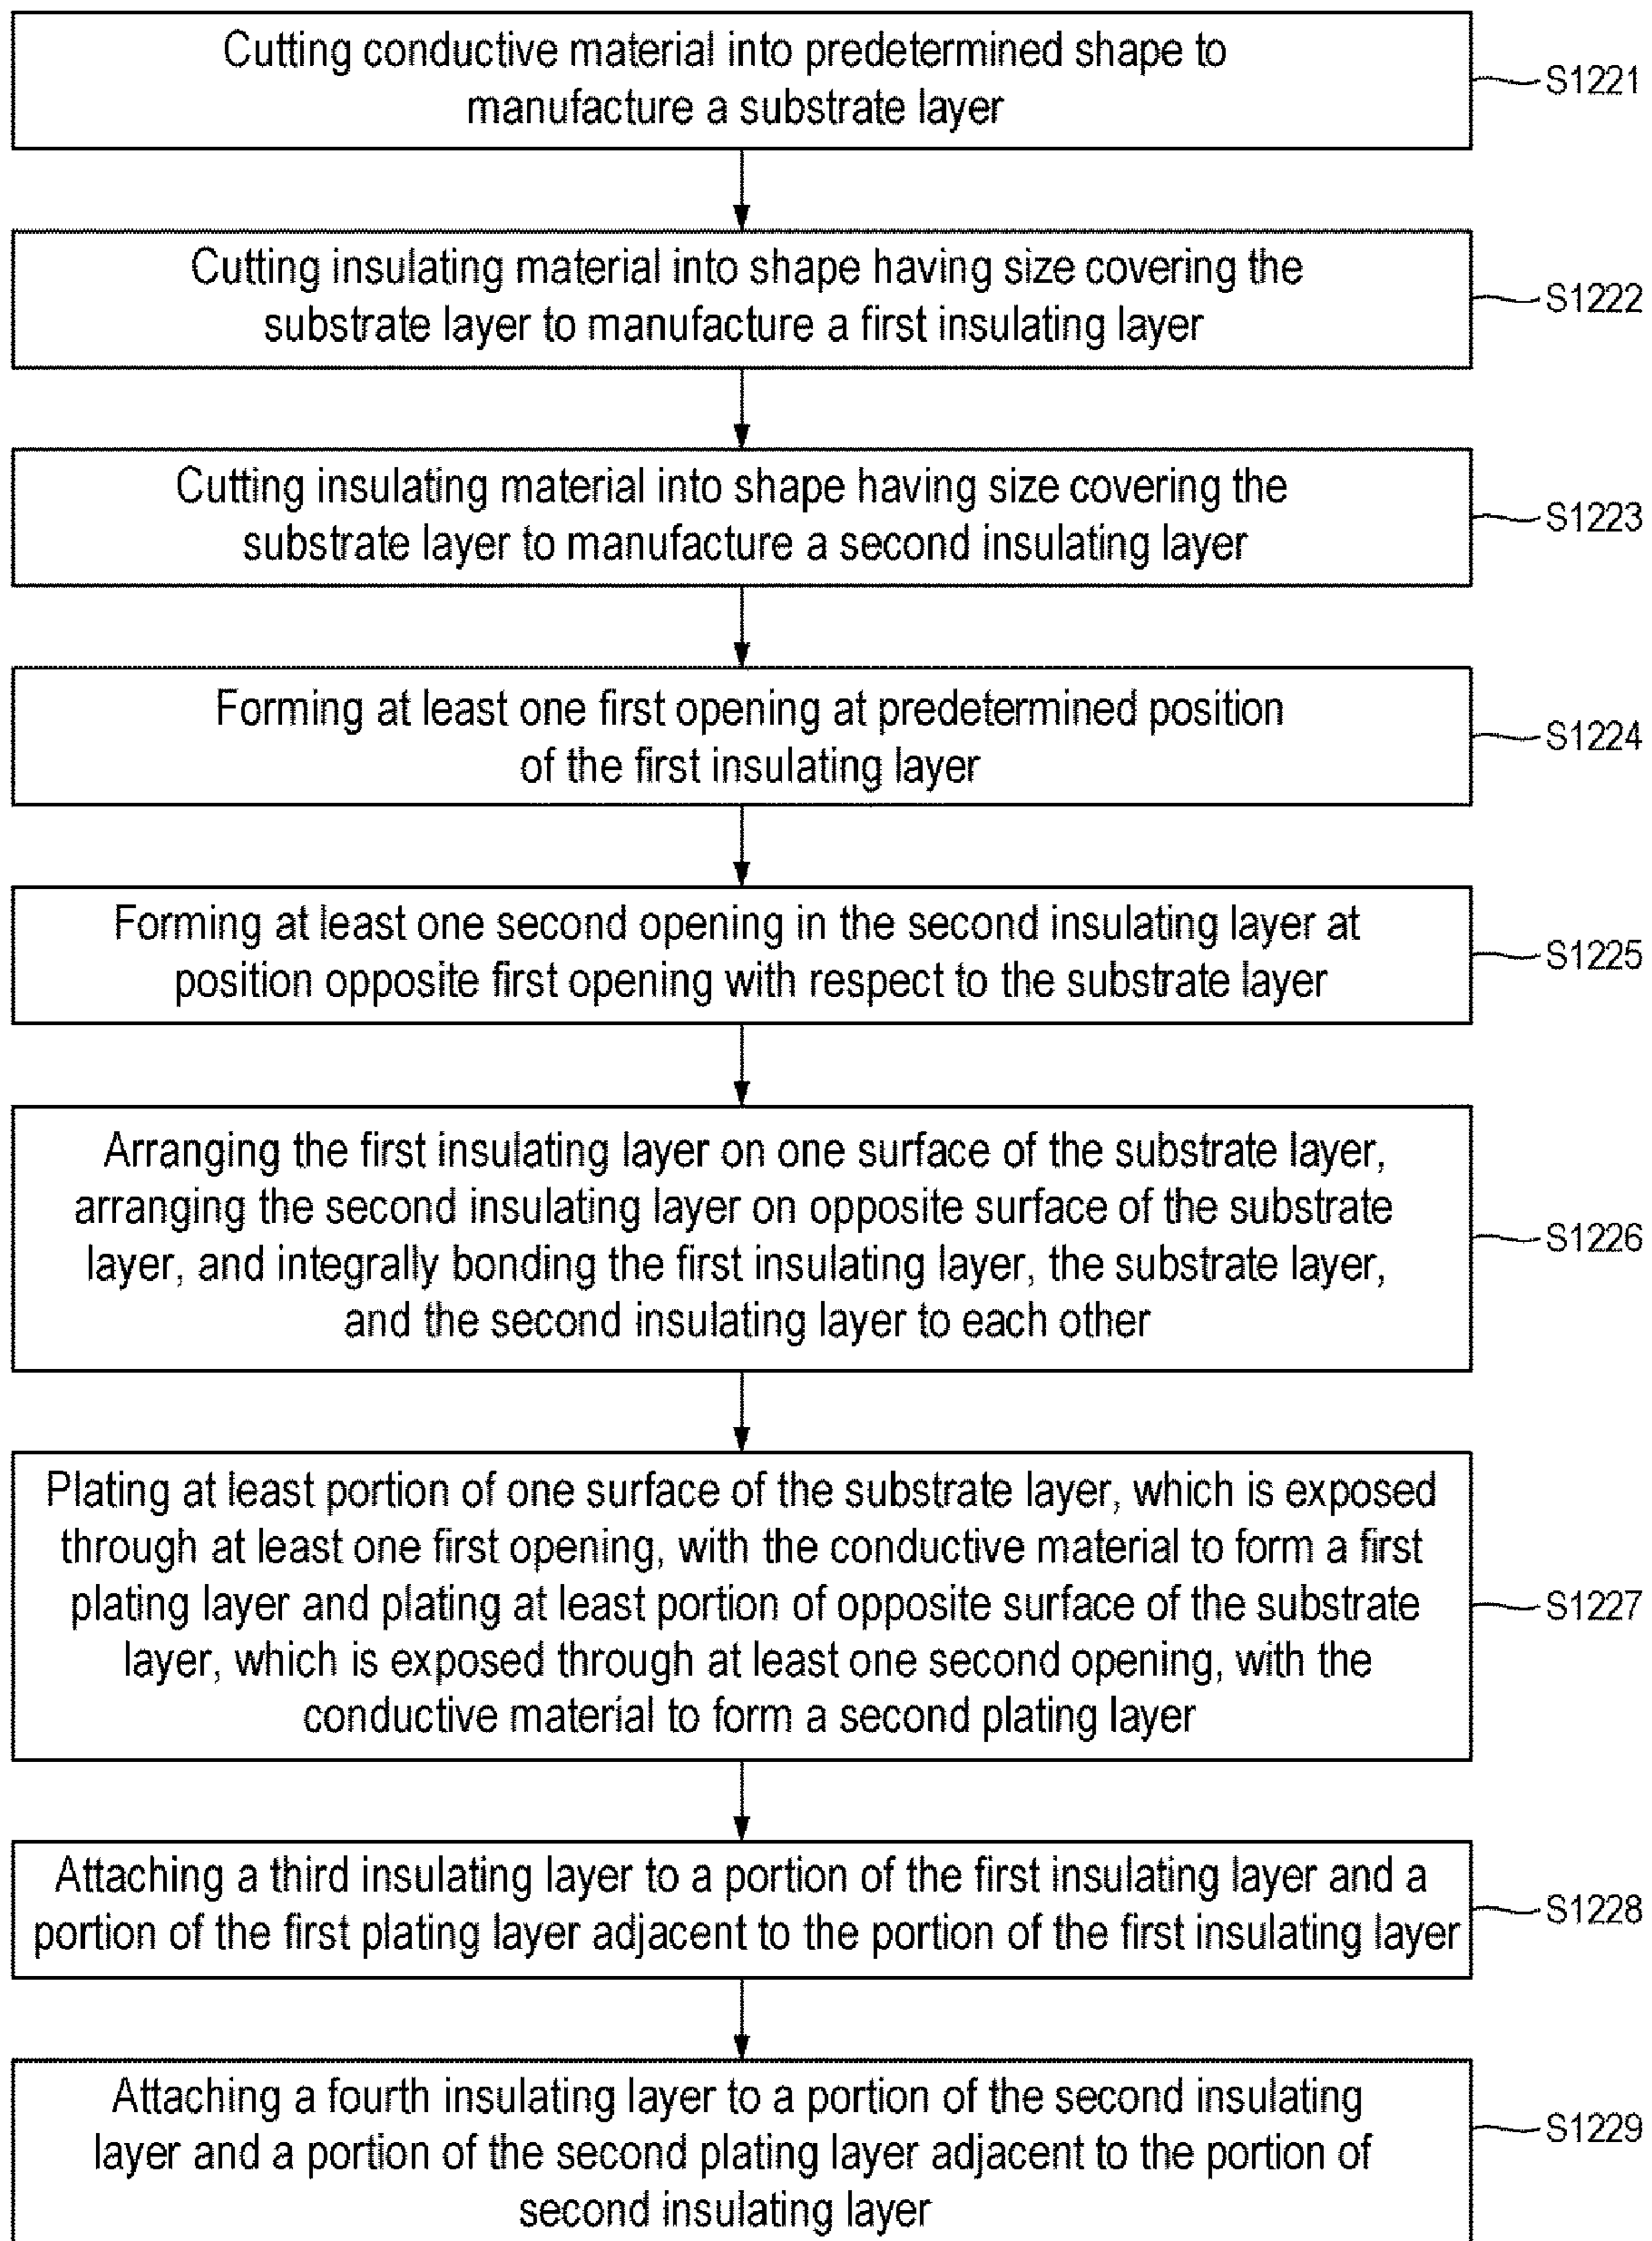 Cutting conductive material into predetermined shape to
manufacture a substrate layer
S1221
Cutting insulating material into shape having size covering the
substrate layer to manufacture a first insulating layer
S1222
Cutting insulating material into shape having size covering the
substrate layer to manufacture a second insulating layer
S1223
Forming at least one first opening at predetermined position
of the first insulating layer
S1224
Forming at least one second opening in the second insulating layer at
position opposite first opening with respect to the substrate layer
S1225
Arranging the first insulating layer on one surface of the substrate layer,
arranging the second insulating layer on opposite surface of the substrate
layer, and integrally bonding the first insulating layer, the substrate layer,
and the second insulating layer to each other
S1226
Plating at least portion of one surface of the substrate layer, which is exposed
through at least one first opening, with the conductive material to form a first
plating layer and plating at least portion of opposite surface of the substrate
layer, which is exposed through at least one second opening, with the
conductive material to form a second plating layer
S1227
Attaching a third insulating layer to a portion of the first insulating layer and a
portion of the first plating layer adjacent to the portion of the first insulating layer
S1228
Attaching a fourth insulating layer to a portion of the second insulating
layer and a portion of the second plating layer adjacent to the portion of
second insulating layer
S1229